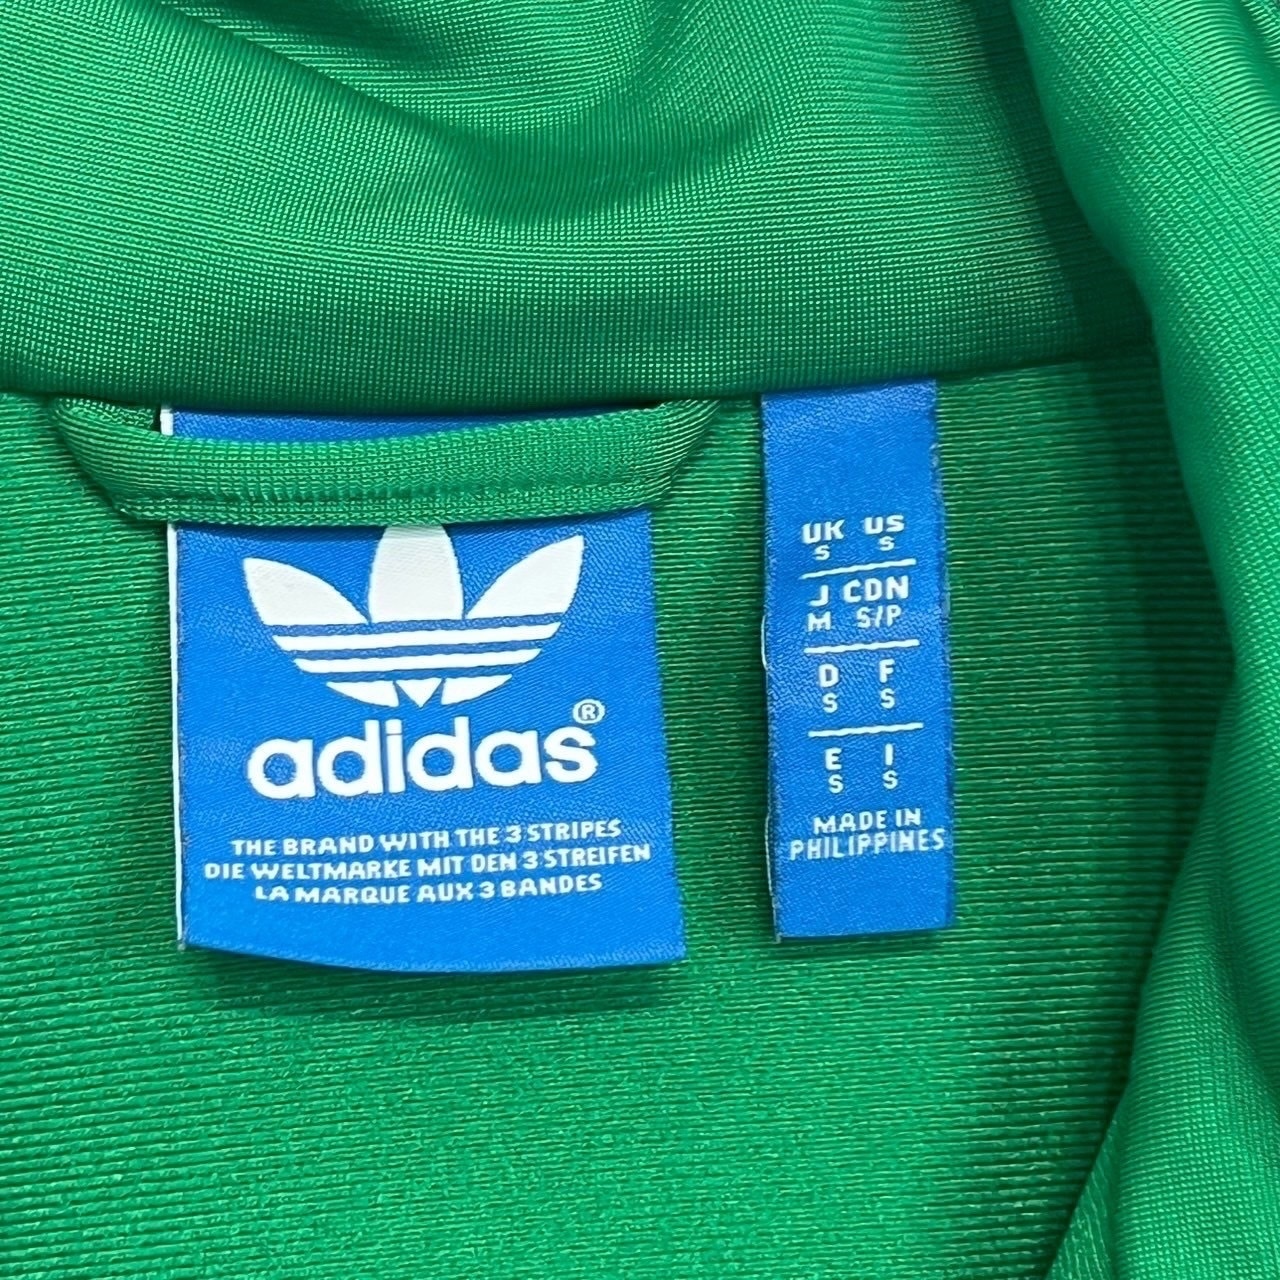 adidas®
THE BRAND WITH THE 3 STRIPES
DIE WELTMARKE MIT DEN 3 STREIFEN
LA MARQUE AUX 3 BANDES
UK US
S S
J CDN
M S/P
D F
S S
E I
S S
MADE IN
PHILIPPINES